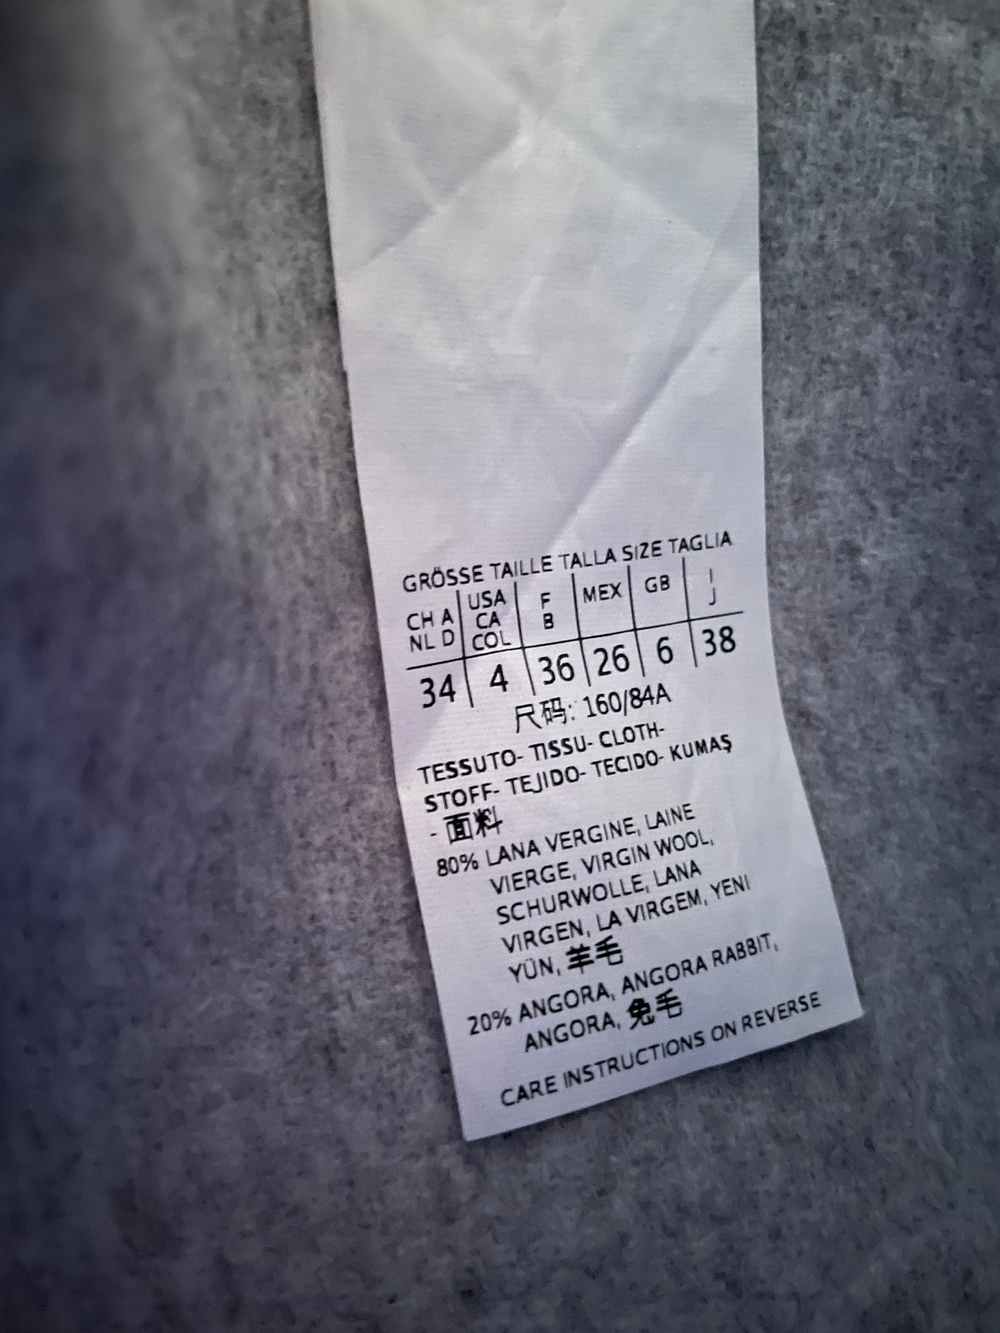 GRÖSSE TAILLE TALLA SIZE TAGLIA
CH A NL D | USA CA COL | F B | MEX | GB | I J
34 | 4 | 36 | 26 | 6 | 38
尺码: 160/84A
TESSUTO- TISSU- CLOTH-
STOFF- TEJIDO- TECIDO- KUMAŞ
- 面料
80% LANA VERGINE, LAINE
VIERGE, VIRGIN WOOL,
SCHURWOLLE, LANA
VIRGEN, LA VIRGEM, YENI
YÜN, 羊毛
20% ANGORA, ANGORA RABBIT,
ANGORA, 兔毛
CARE INSTRUCTIONS ON REVERSE